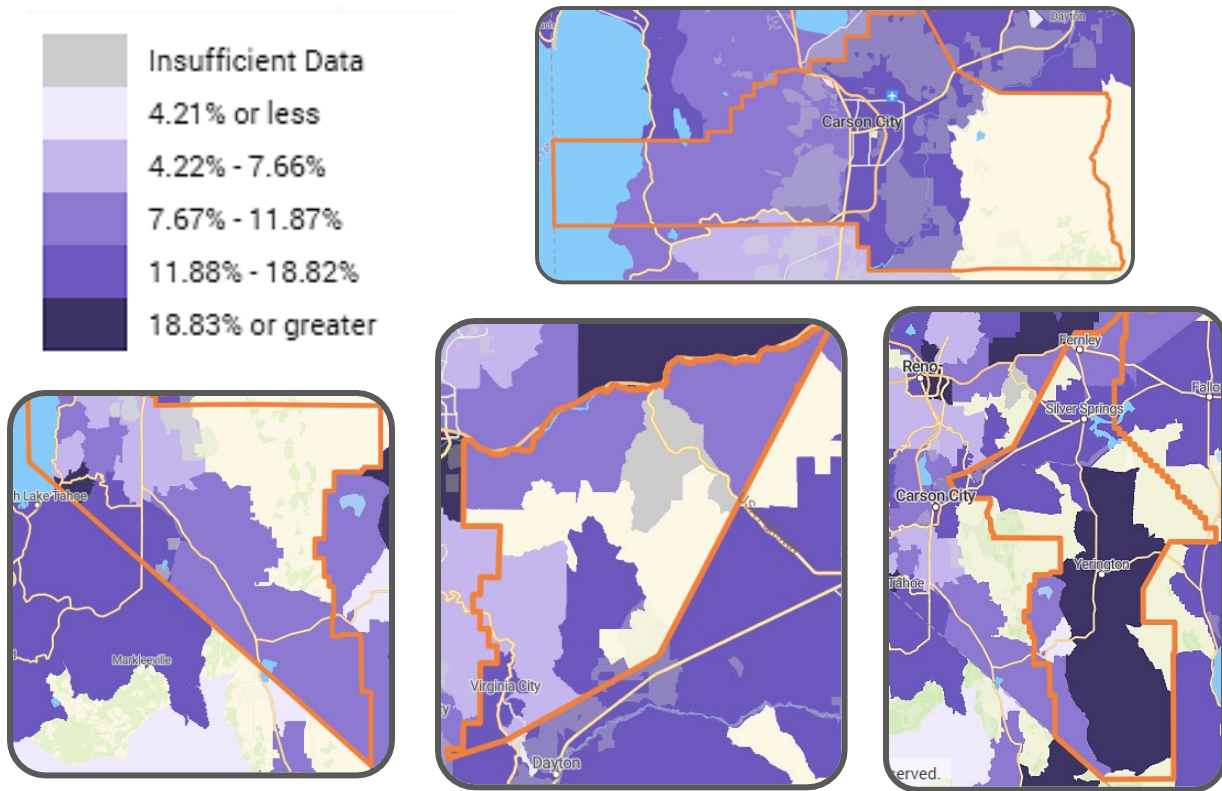 Insufficient Data
4.21% or less
4.22% - 7.66%
7.67% - 11.87%
11.88% - 18.82%
18.83% or greater
Dayton
Carson City
h Lake Tahoe
Markleeville
Virginia City
Dayton
Fernley
Reno
Fallo
Silver Springs
Carson City
Yerington
Tahoe
erved.